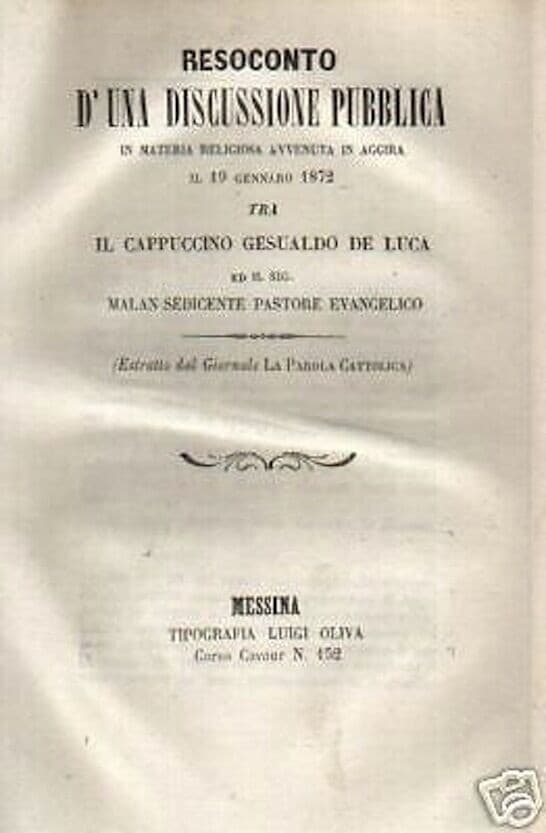 RESOCONTO
D'UNA DISCUSSIONE PUBBLICA
IN MATERIA RELIGIOSA AVVENUTA IN AGGIRA
IL 19 GENNARO 1872
TRA
IL CAPPUCCINO GESUALDO DE LUCA
ED IL SIG.
MALAN SEDICENTE PASTORE EVANGELICO
(Estratto dal Giornale LA PAROLA CATTOLICA)
MESSINA
TIPOGRAFIA LUIGI OLIVA
Corso Cavour N. 152